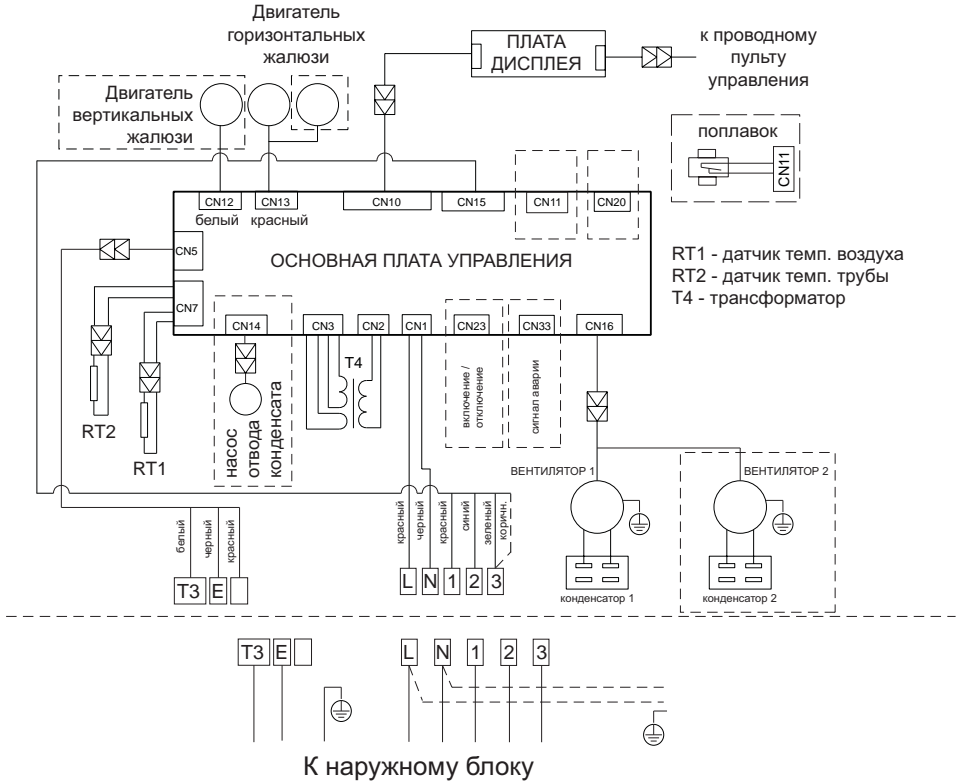 Двигатель
горизонтальных
жалюзи
ПЛАТА
ДИСПЛЕЯ
к проводному
пульту
управления
Двигатель
вертикальных
жалюзи
поплавок
CN11
CN12
CN13
CN10
CN15
CN11
CN20
белый
красный
CN5
ОСНОВНАЯ ПЛАТА УПРАВЛЕНИЯ
RT1 - датчик темп. воздуха
RT2 - датчик темп. трубы
T4 - трансформатор
CN7
CN14
CN3
CN2
CN1
CN23
CN33
CN16
T4
RT2
RT1
насос
отвода
конденсата
включение /
отключение
сигнал аварии
ВЕНТИЛЯТОР 1
ВЕНТИЛЯТОР 2
белый
черный
красный
красный
черный
красный
синий
зеленый
коричн.
T3
E
L
N
1
2
3
конденсатор 1
конденсатор 2
T3
E
L
N
1
2
3
К наружному блоку